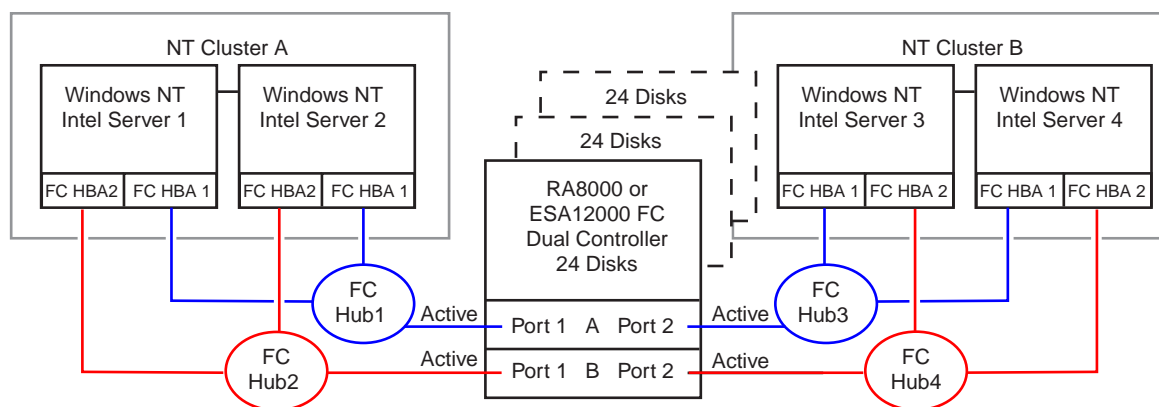 NT Cluster A
NT Cluster B
Windows NT
Intel Server 1
Windows NT
Intel Server 2
FC HBA2
FC HBA 1
FC HBA2
FC HBA 1
24 Disks
24 Disks
RA8000 or
ESA12000 FC
Dual Controller
24 Disks
Windows NT
Intel Server 3
Windows NT
Intel Server 4
FC HBA 1
FC HBA 2
FC HBA 1
FC HBA 2
FC
Hub1
FC
Hub2
Active
Port 1 A Port 2
Active
Active
Port 1 B Port 2
Active
FC
Hub3
FC
Hub4